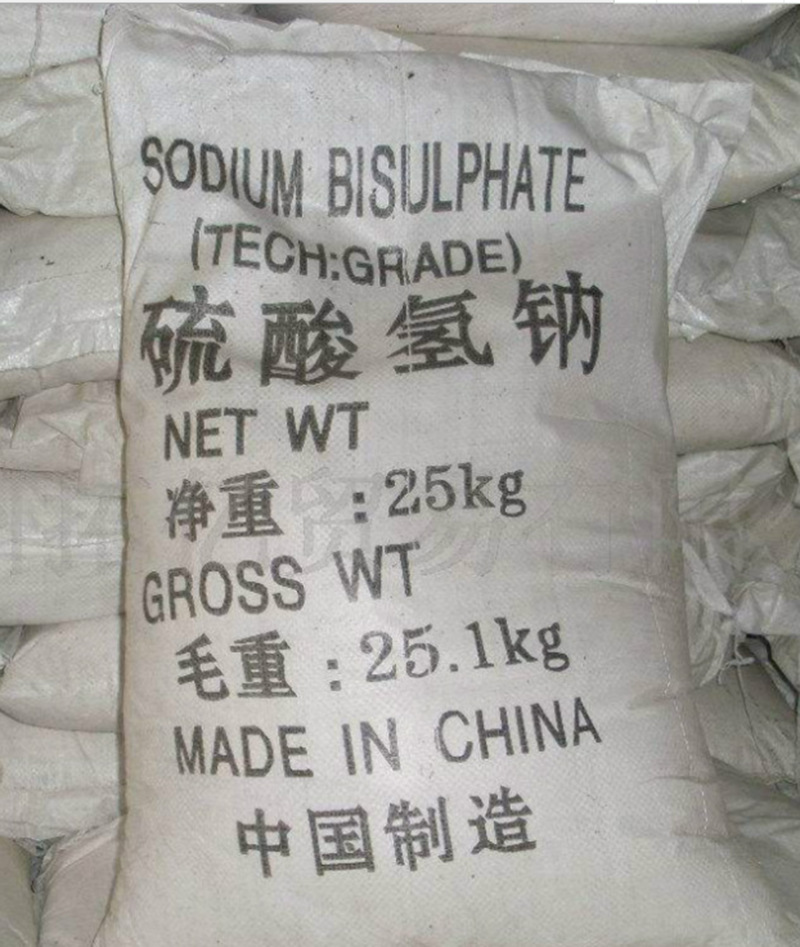 SODIUM BISULPHATE
(TECH:GRADE)
硫酸氢钠
NET WT
净重 :25kg
GROSS WT
毛重 :25.1kg
MADE IN CHINA
中国制造